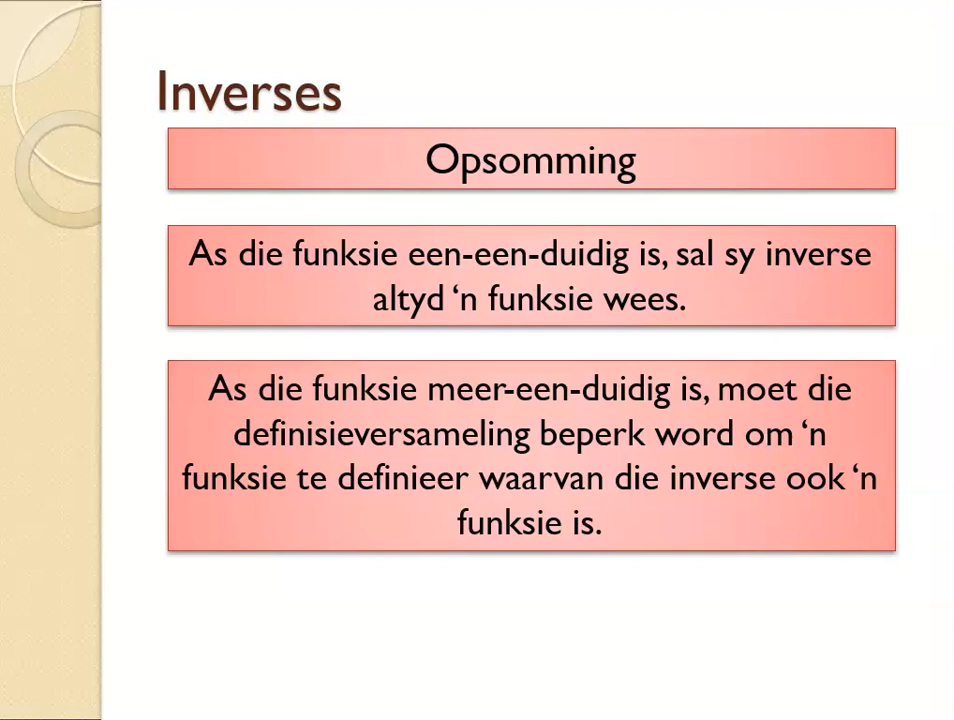 Inverses
Opsomming
As die funksie een-een-duidig is, sal sy inverse
altyd ‘n funksie wees.
As die funksie meer-een-duidig is, moet die
definisieversameling beperk word om ‘n
funksie te definieer waarvan die inverse ook ‘n
funksie is.